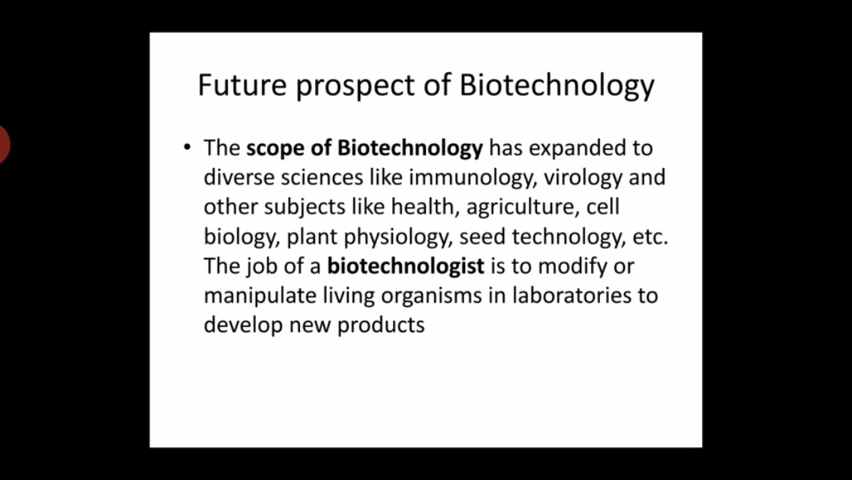 Future prospect of Biotechnology
• The scope of Biotechnology has expanded to
diverse sciences like immunology, virology and
other subjects like health, agriculture, cell
biology, plant physiology, seed technology, etc.
The job of a biotechnologist is to modify or
manipulate living organisms in laboratories to
develop new products